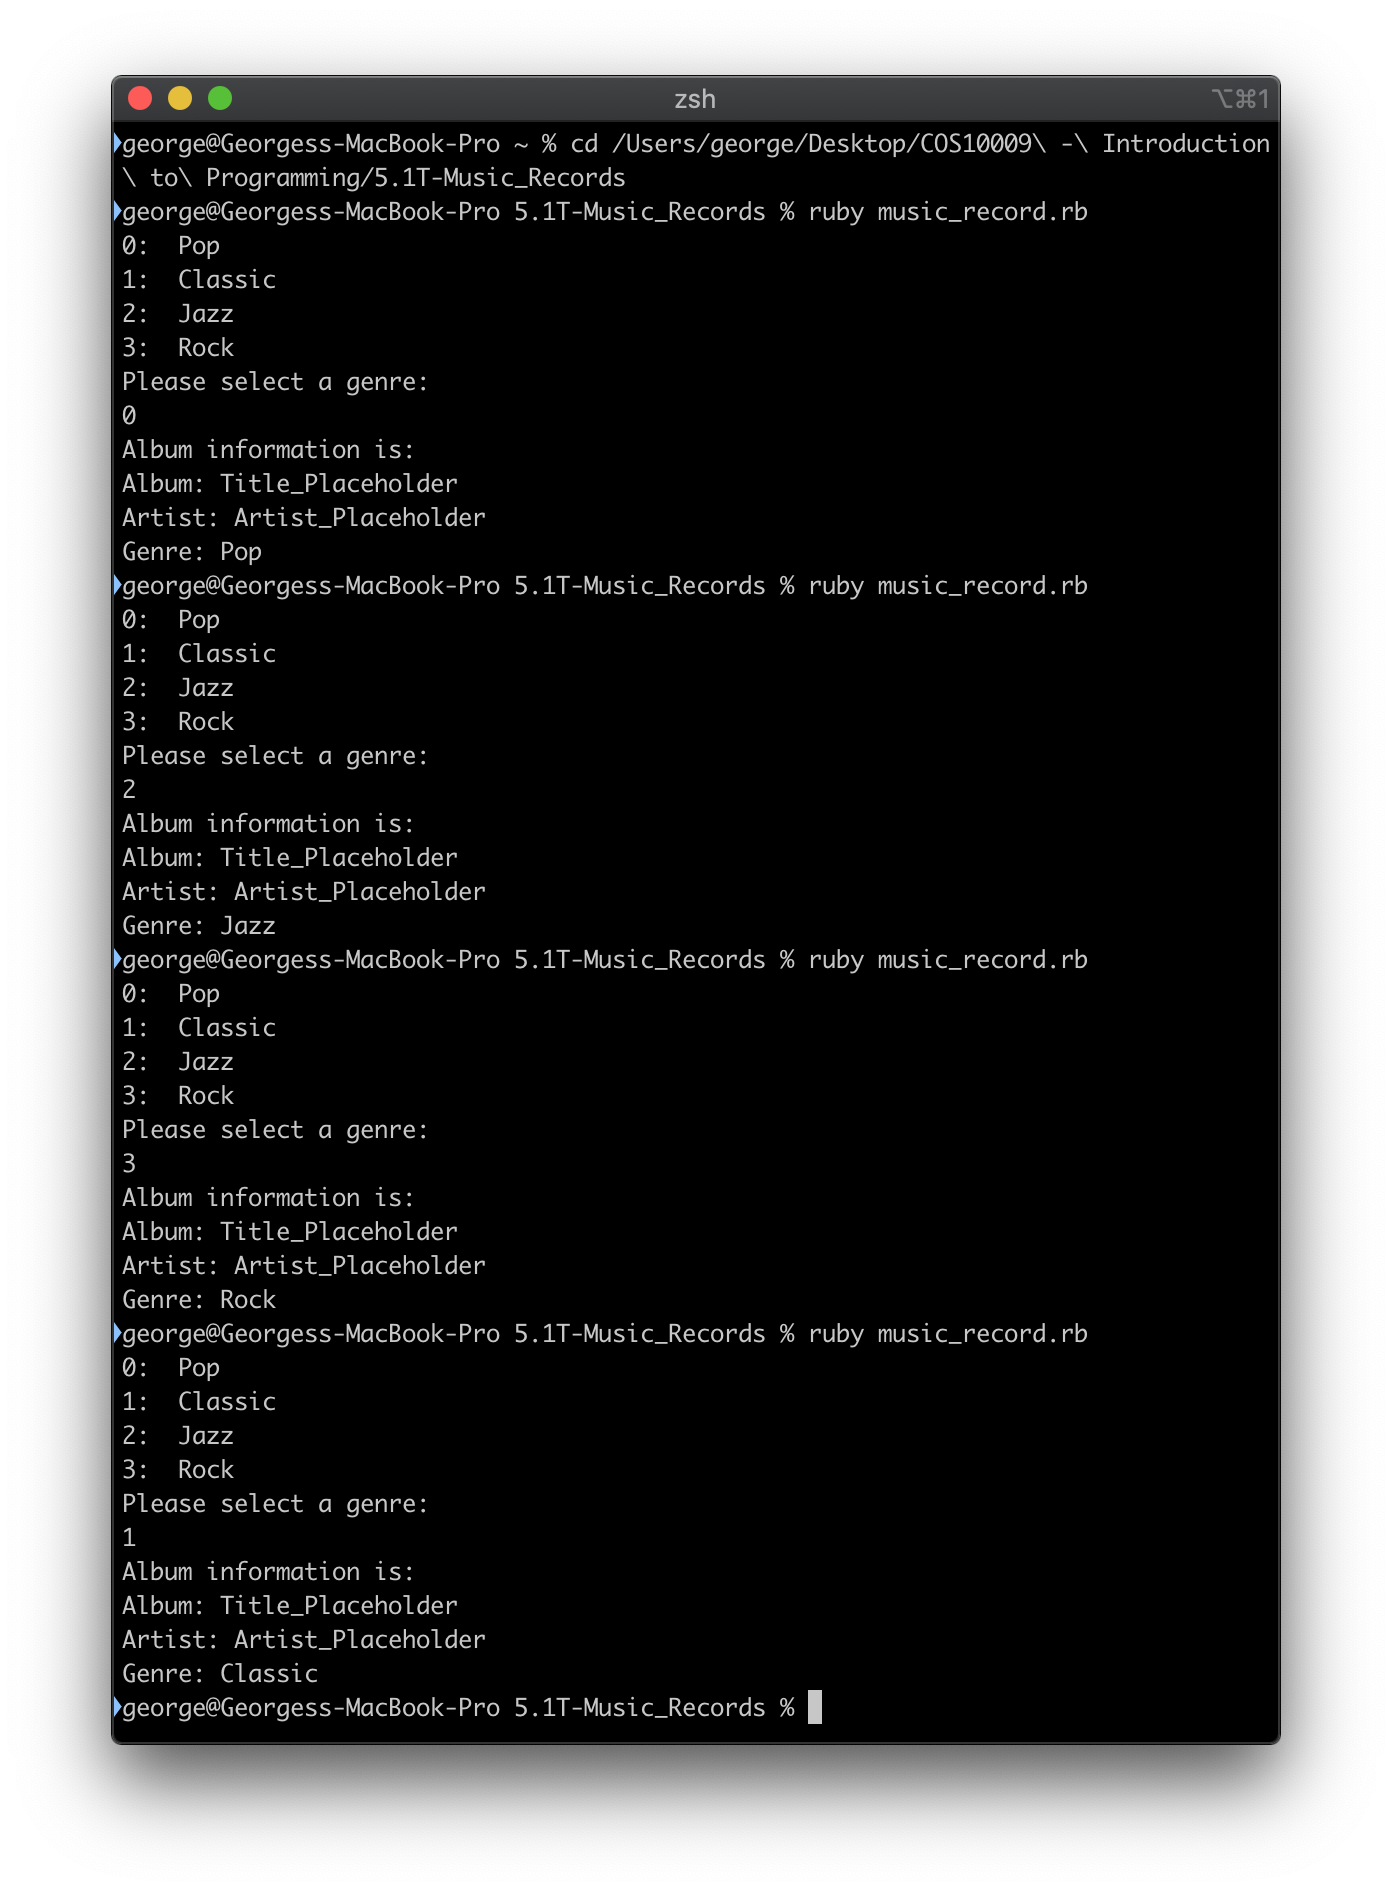 zsh
⌥⌘1
george@Georgess-MacBook-Pro ~ % cd /Users/george/Desktop/COS10009\ -\ Introduction
\ to\ Programming/5.1T-Music_Records
george@Georgess-MacBook-Pro 5.1T-Music_Records % ruby music_record.rb
0:  Pop
1:  Classic
2:  Jazz
3:  Rock
Please select a genre:
0
Album information is:
Album: Title_Placeholder
Artist: Artist_Placeholder
Genre: Pop
george@Georgess-MacBook-Pro 5.1T-Music_Records % ruby music_record.rb
0:  Pop
1:  Classic
2:  Jazz
3:  Rock
Please select a genre:
2
Album information is:
Album: Title_Placeholder
Artist: Artist_Placeholder
Genre: Jazz
george@Georgess-MacBook-Pro 5.1T-Music_Records % ruby music_record.rb
0:  Pop
1:  Classic
2:  Jazz
3:  Rock
Please select a genre:
3
Album information is:
Album: Title_Placeholder
Artist: Artist_Placeholder
Genre: Rock
george@Georgess-MacBook-Pro 5.1T-Music_Records % ruby music_record.rb
0:  Pop
1:  Classic
2:  Jazz
3:  Rock
Please select a genre:
1
Album information is:
Album: Title_Placeholder
Artist: Artist_Placeholder
Genre: Classic
george@Georgess-MacBook-Pro 5.1T-Music_Records %